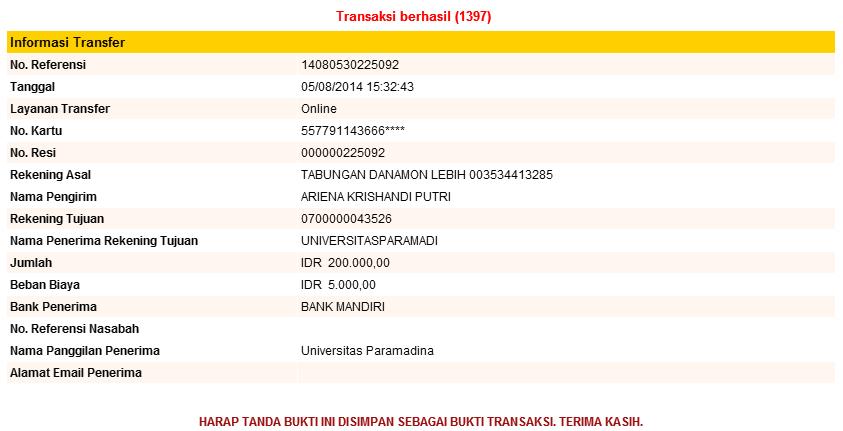 Transaksi berhasil (1397)
Informasi Transfer
No. Referensi 14080530225092
Tanggal 05/08/2014 15:32:43
Layanan Transfer Online
No. Kartu 557791143666****
No. Resi 000000225092
Rekening Asal TABUNGAN DANAMON LEBIH 003534413285
Nama Pengirim ARIENA KRISHANDI PUTRI
Rekening Tujuan 0700000043526
Nama Penerima Rekening Tujuan UNIVERSITASPARAMADI
Jumlah IDR 200.000,00
Beban Biaya IDR 5.000,00
Bank Penerima BANK MANDIRI
No. Referensi Nasabah
Nama Panggilan Penerima Universitas Paramadina
Alamat Email Penerima
HARAP TANDA BUKTI INI DISIMPAN SEBAGAI BUKTI TRANSAKSI. TERIMA KASIH.